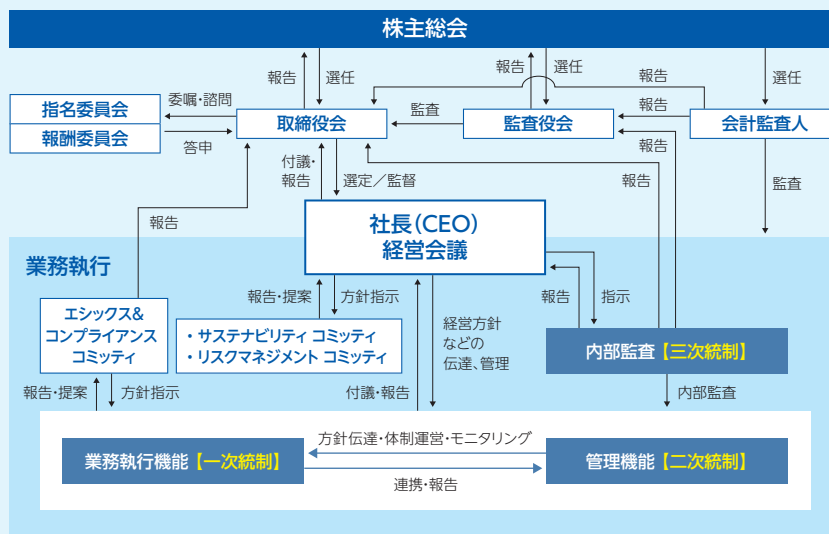 株主総会
報告
選任
報告
選任
報告
選任
指名委員会
報酬委員会
委嘱・諮問
答申
取締役会
監査
監査役会
報告
報告
会計監査人
付議・
報告
選定／監督
報告
監査
報告
社長(CEO)
経営会議
業務執行
報告・提案
方針指示
報告
指示
エシックス&
コンプライアンス
コミッティ
・サステナビリティ コミッティ
・リスクマネジメント コミッティ
経営方針
などの
伝達、管理
内部監査【三次統制】
報告・提案
方針指示
付議・報告
内部監査
業務執行機能【一次統制】
方針伝達・体制運営・モニタリング
連携・報告
管理機能【二次統制】